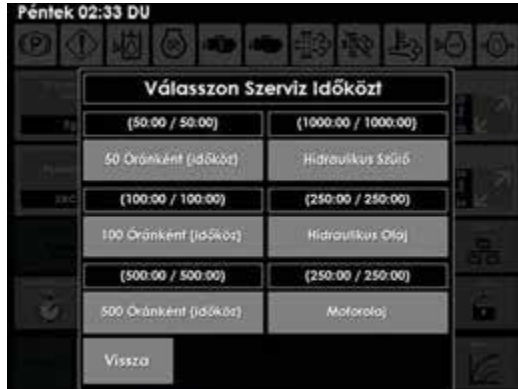 Péntek 02:33 DU
Válasszon Szerviz Időközt
(50:00 / 50:00)
(1000:00 / 1000:00)
50 Óránként (időköz)
Hidraulikus Szűrő
(100:00 / 100:00)
(250:00 / 250:00)
100 Óránként (időköz)
Hidraulikus Olaj
(500:00 / 500:00)
(250:00 / 250:00)
500 Óránként (időköz)
Motorolaj
Vissza